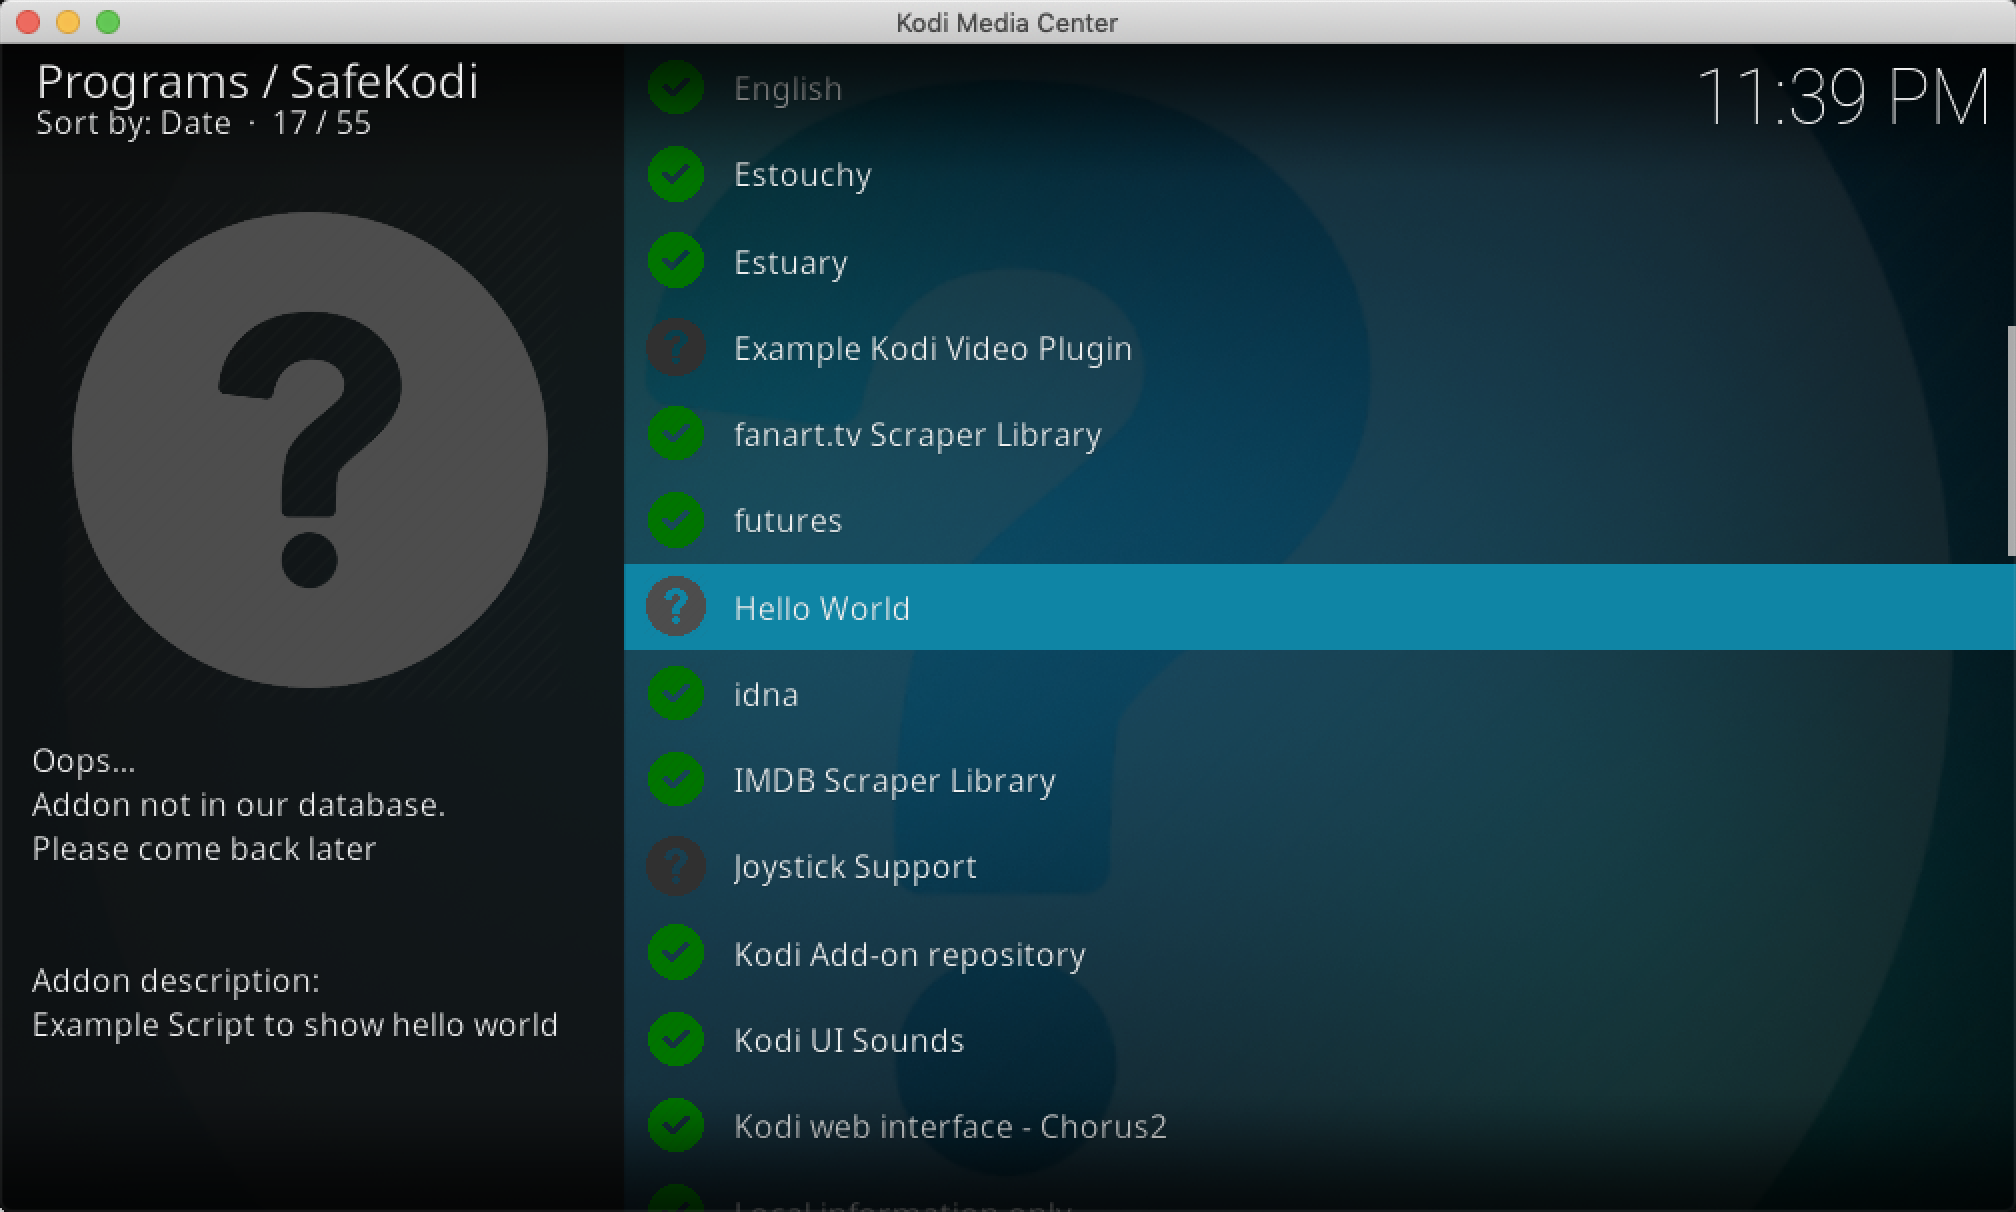 Kodi Media Center
Programs / SafeKodi
Sort by: Date · 17 / 55
11:39 PM
English
Estouchy
Estuary
Example Kodi Video Plugin
fanart.tv Scraper Library
futures
Hello World
idna
IMDB Scraper Library
Joystick Support
Kodi Add-on repository
Kodi UI Sounds
Kodi web interface - Chorus2
Local information only
Oops...
Addon not in our database.
Please come back later
Addon description:
Example Script to show hello world